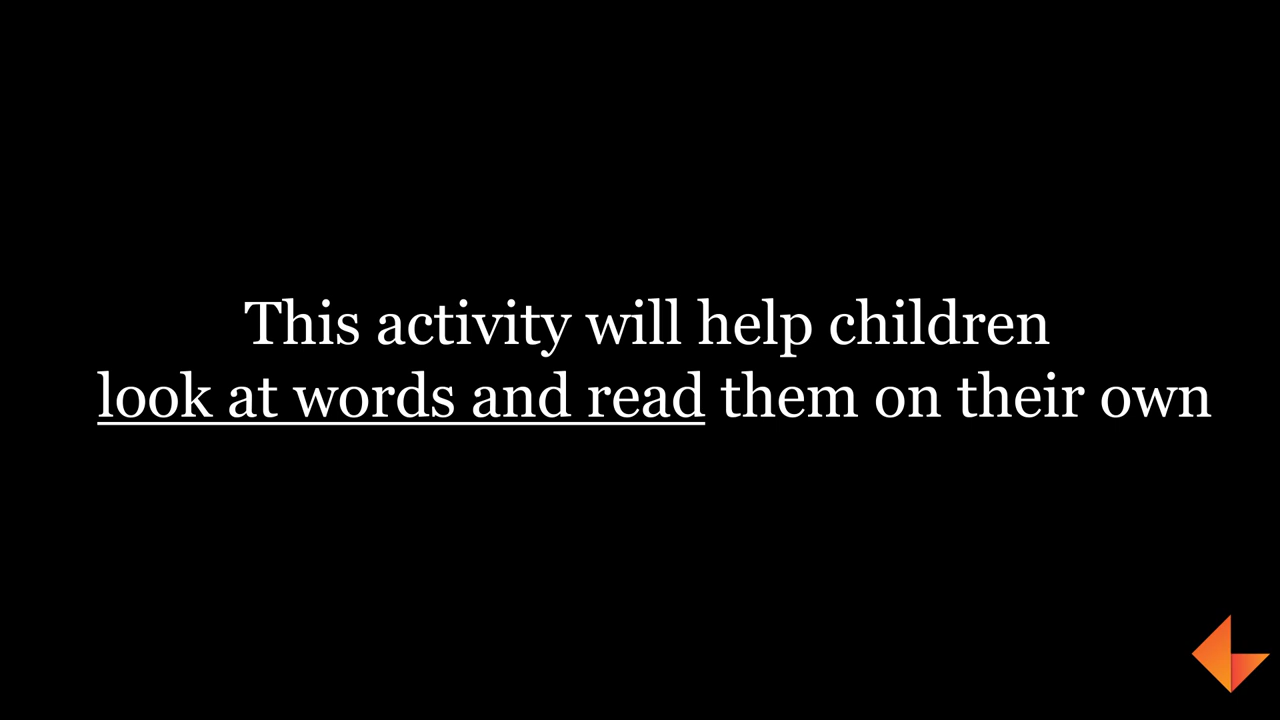 This activity will help children
look at words and read them on their own